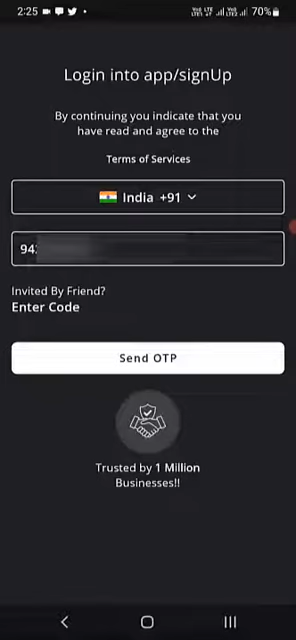 2:25 70%
Login into app/signUp
By continuing you indicate that you
have read and agree to the
Terms of Services
India +91
94
Invited By Friend?
Enter Code
Send OTP
Trusted by 1 Million
Businesses!!